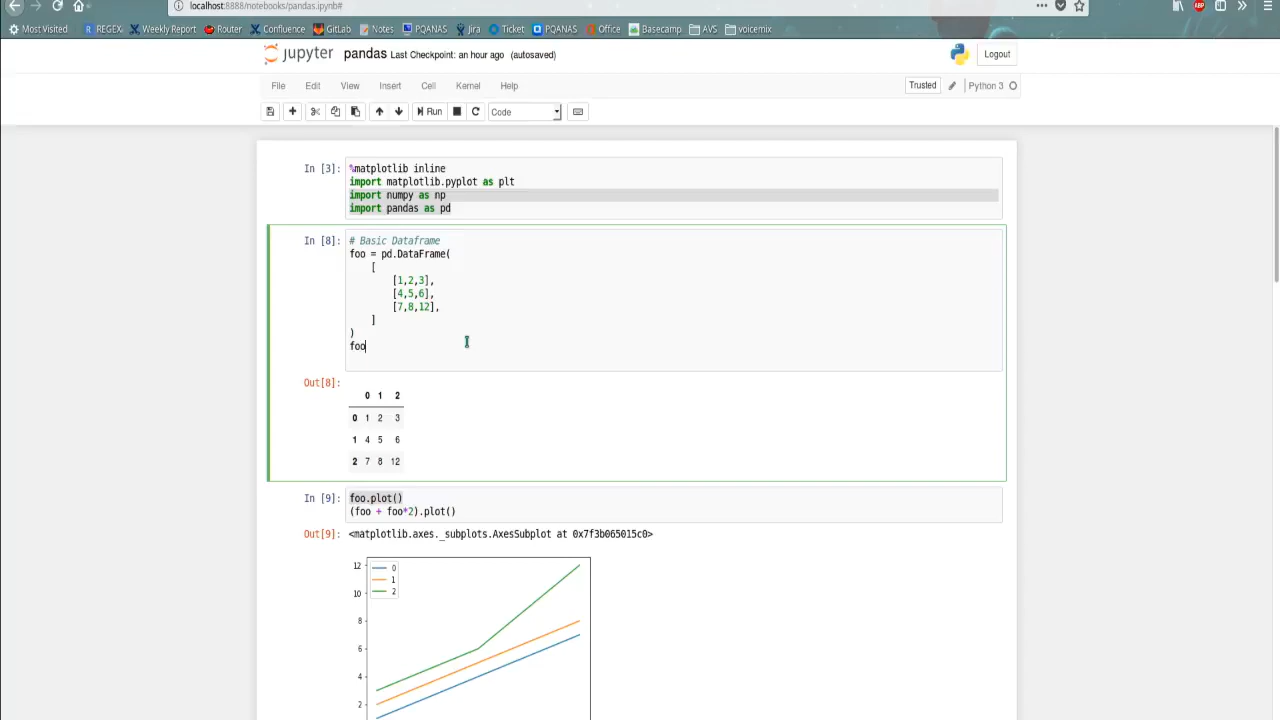 localhost:8888/notebooks/pandas.ipynb#
Most Visited REGEX Weekly Report Router Confluence GitLab Notes PQANAS Jira Ticket PQANAS Office Basecamp AVS voicemix
jupyter pandas Last Checkpoint: an hour ago (autosaved) Logout
File Edit View Insert Cell Kernel Help Trusted Python 3
Run Code
In [3]: %matplotlib inline
import matplotlib.pyplot as plt
import numpy as np
import pandas as pd
In [8]: # Basic Dataframe
foo = pd.DataFrame(
[
[1,2,3],
[4,5,6],
[7,8,12],
]
)
foo
Out[8]:
0 1 2
0 1 2 3
1 4 5 6
2 7 8 12
In [9]: foo.plot()
(foo + foo*2).plot()
Out[9]: <matplotlib.axes._subplots.AxesSubplot at 0x7f3b065015c0>
12
10
8
6
4
2
0
1
2